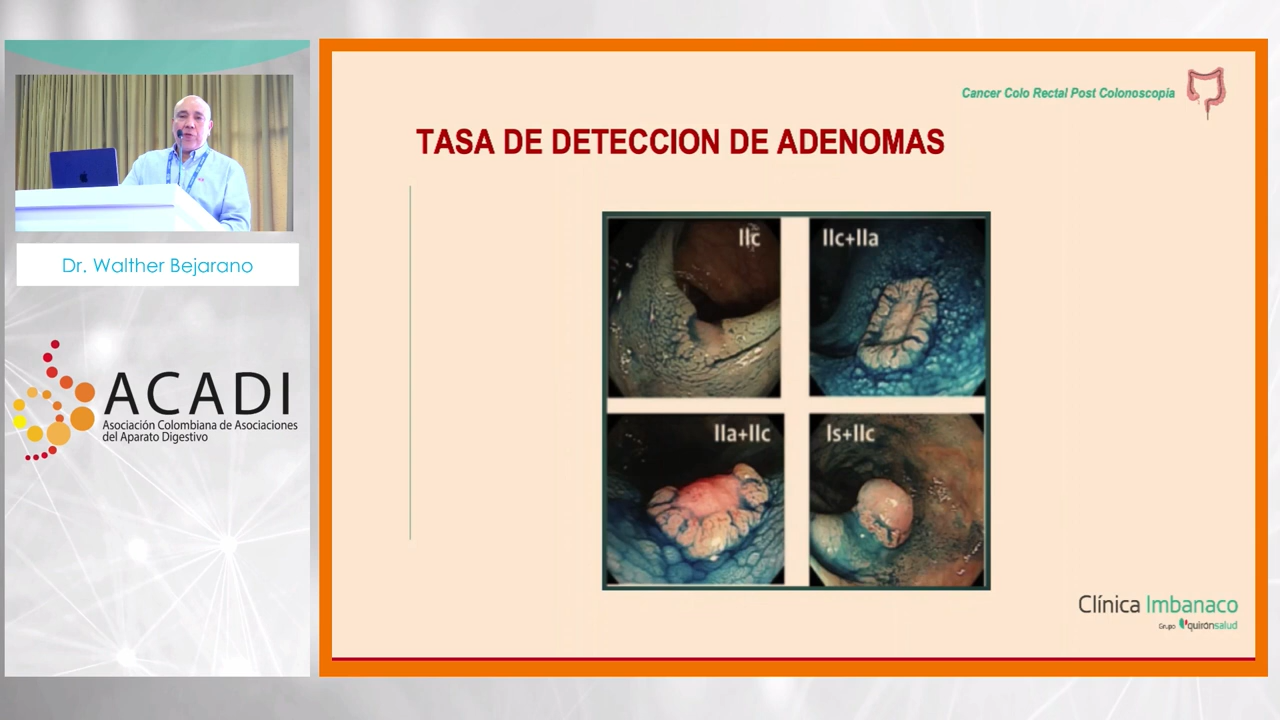 Dr. Walther Bejarano
ACADI
Asociación Colombiana de Asociaciones
del Aparato Digestivo
Cancer Colo Rectal Post Colonoscopía
TASA DE DETECCION DE ADENOMAS
IIc
IIc+IIa
IIa+IIc
Is+IIc
Clínica Imbanaco
Grupo quirónsalud